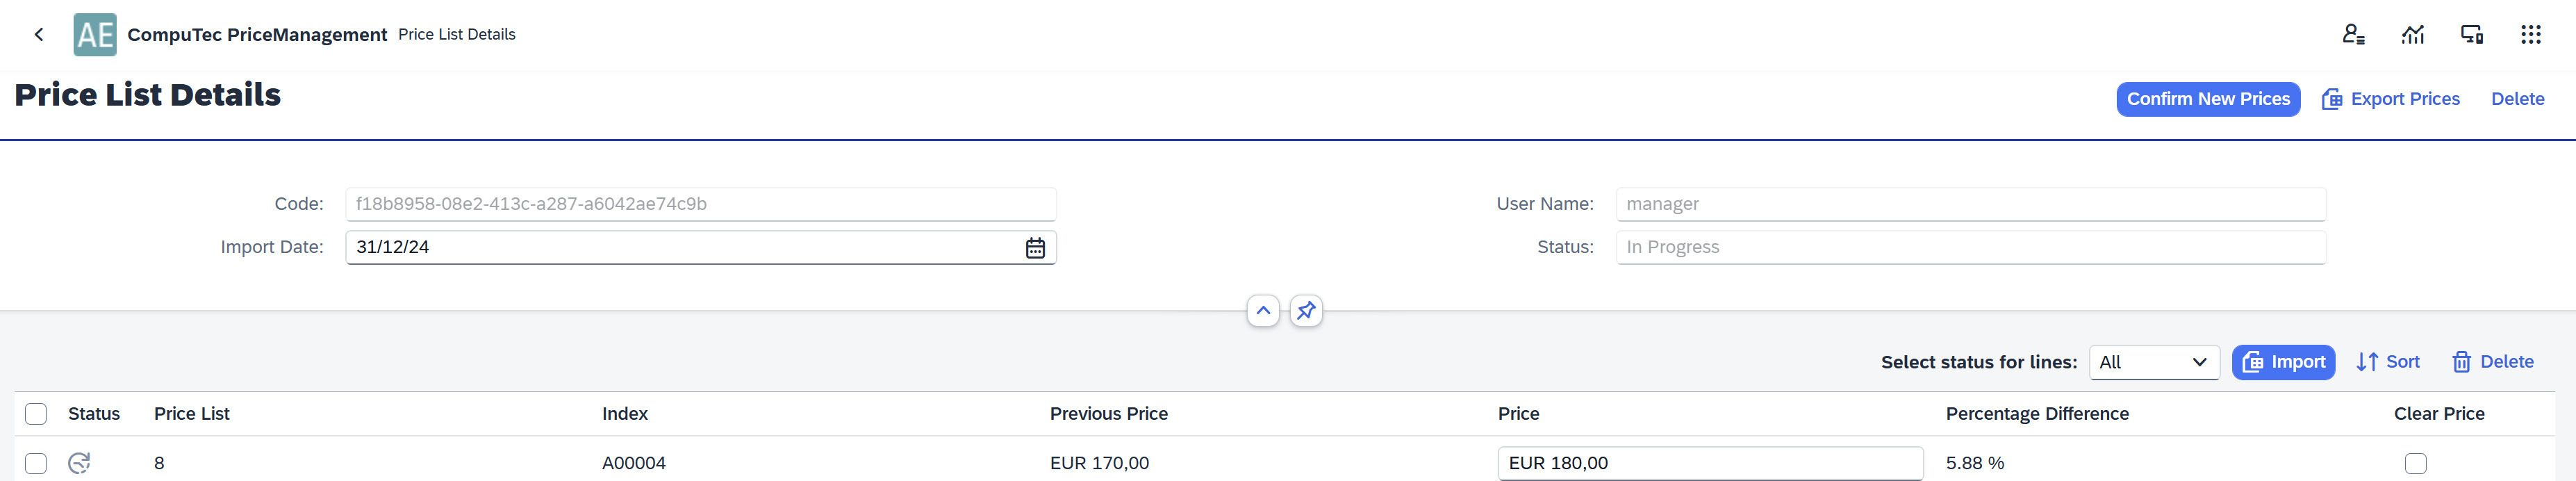 AE CompuTec PriceManagement Price List Details
Price List Details
Confirm New Prices Export Prices Delete
Code: f18b8958-08e2-413c-a287-a6042ae74c9b User Name: manager
Import Date: 31/12/24 Status: In Progress
Select status for lines: All Import Sort Delete
Status Price List Index Previous Price Price Percentage Difference Clear Price
8 A00004 EUR 170,00 EUR 180,00 5.88 %